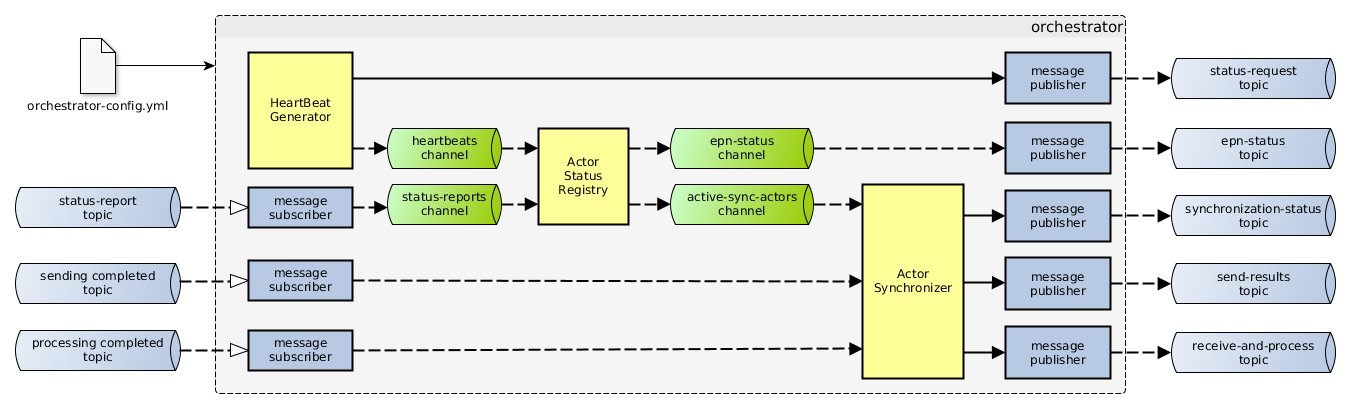 orchestrator
orchestrator-config.yml
HeartBeat
Generator
message
publisher
status-request
topic
heartbeats
channel
Actor
Status
Registry
epn-status
channel
message
publisher
epn-status
topic
status-report
topic
message
subscriber
status-reports
channel
active-sync-actors
channel
message
publisher
synchronization-status
topic
sending completed
topic
message
subscriber
Actor
Synchronizer
message
publisher
send-results
topic
processing completed
topic
message
subscriber
message
publisher
receive-and-process
topic